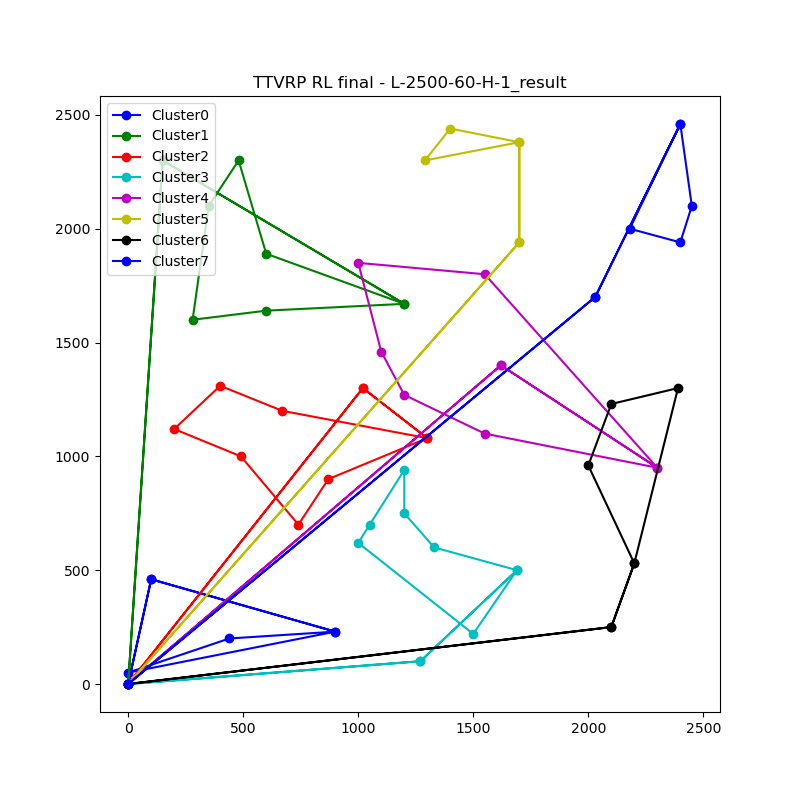 TTVRP RL final - L-2500-60-H-1_result
2500
2000
1500
1000
500
0
Cluster0
Cluster1
Cluster2
Cluster3
Cluster4
Cluster5
Cluster6
Cluster7
0 500 1000 1500 2000 2500